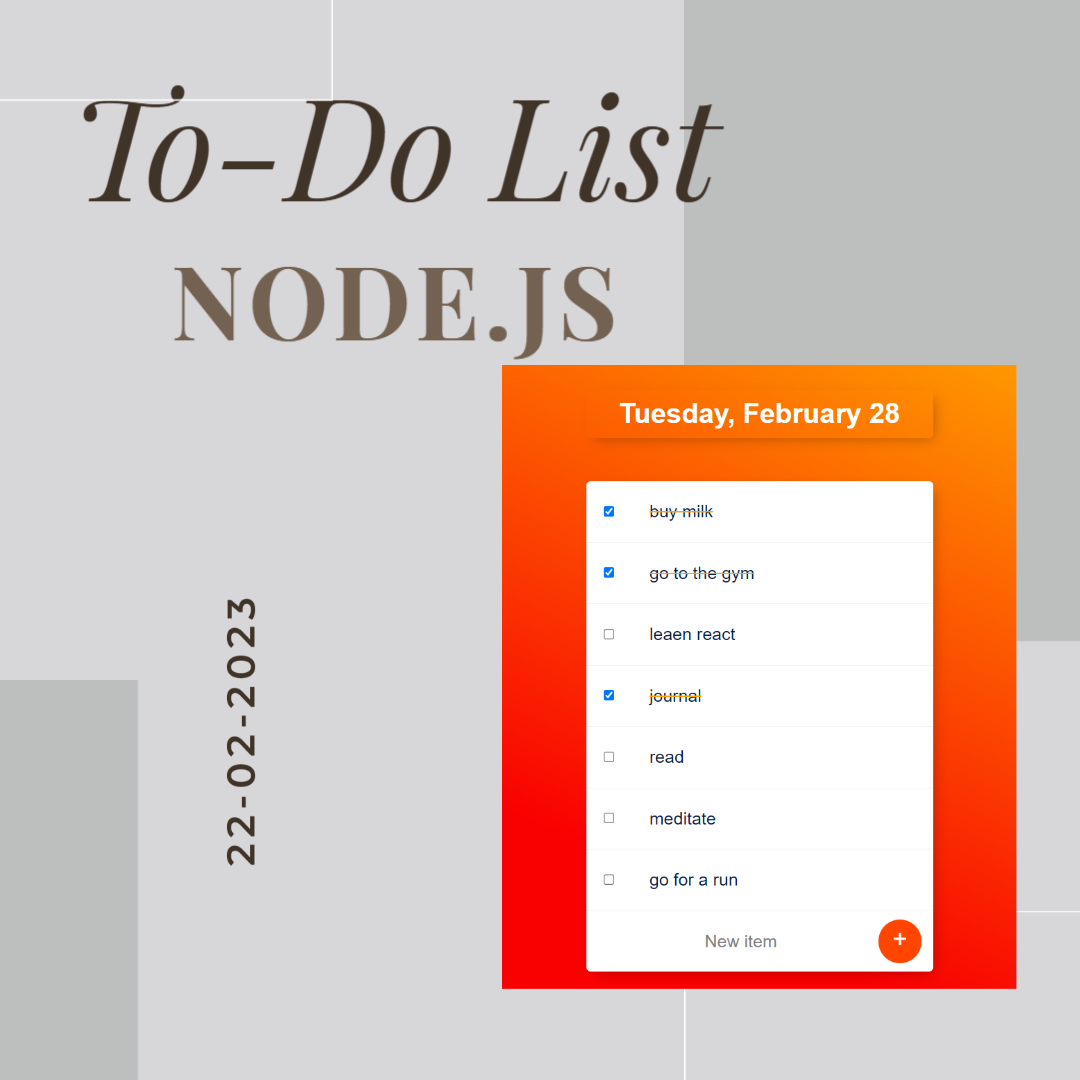 To-Do List
NODE.JS
Tuesday, February 28
buy milk
go to the gym
leaen react
journal
read
meditate
go for a run
New item
+
22-02-2023